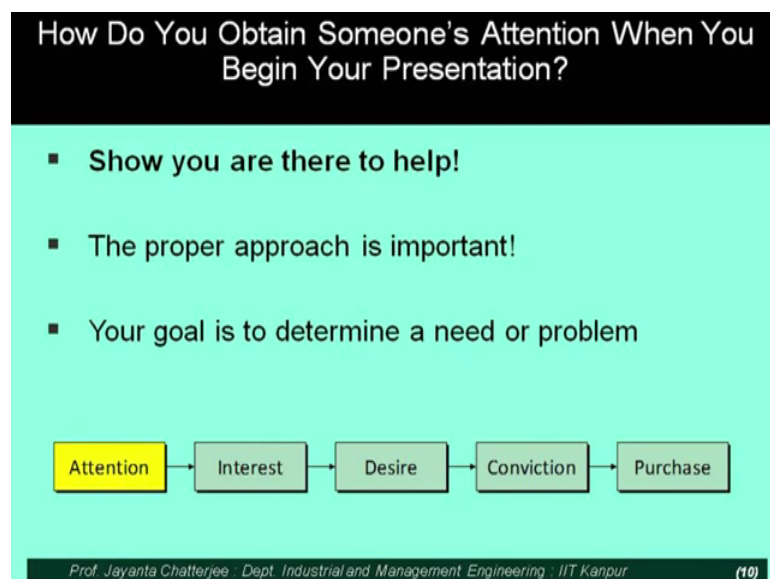 How Do You Obtain Someone's Attention When You
Begin Your Presentation?
Show you are there to help!
The proper approach is important!
Your goal is to determine a need or problem
Attention
Interest
Desire
Conviction
Purchase
Prof. Jayanta Chatterjee : Dept. Industrial and Management Engineering : IIT Kanpur
(10)